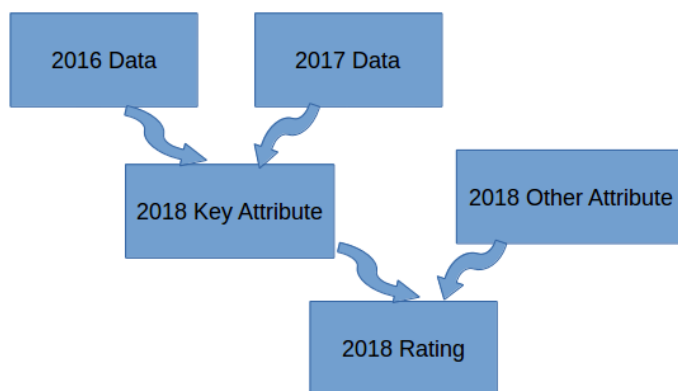 2016 Data
2017 Data
2018 Key Attribute
2018 Other Attribute
2018 Rating